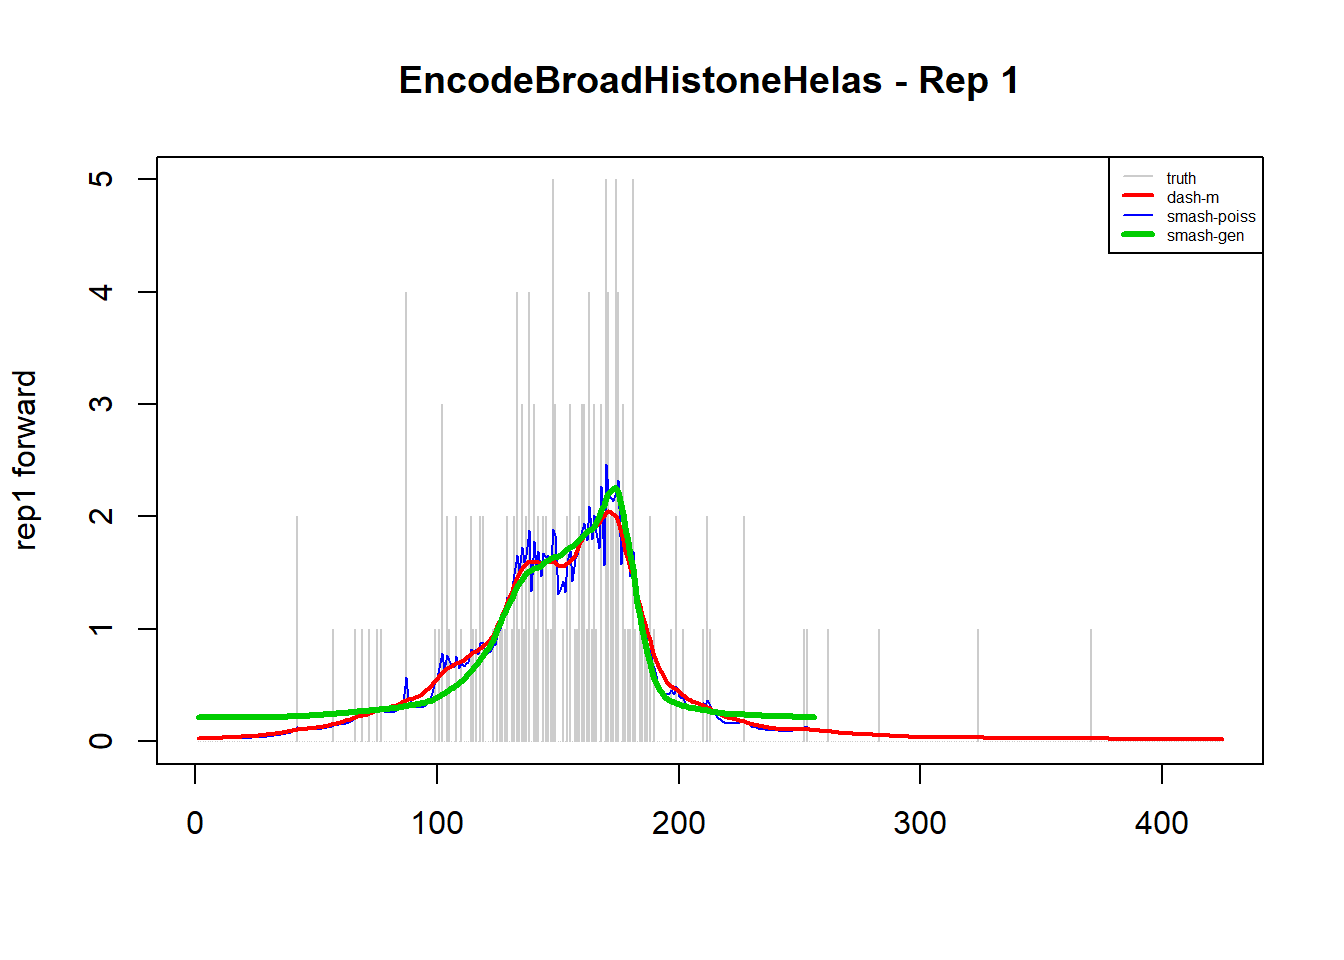 EncodeBroadHistoneHelas - Rep 1
rep1 forward
5
4
3
2
1
0
truth
dash-m
smash-poiss
smash-gen
0 100 200 300 400